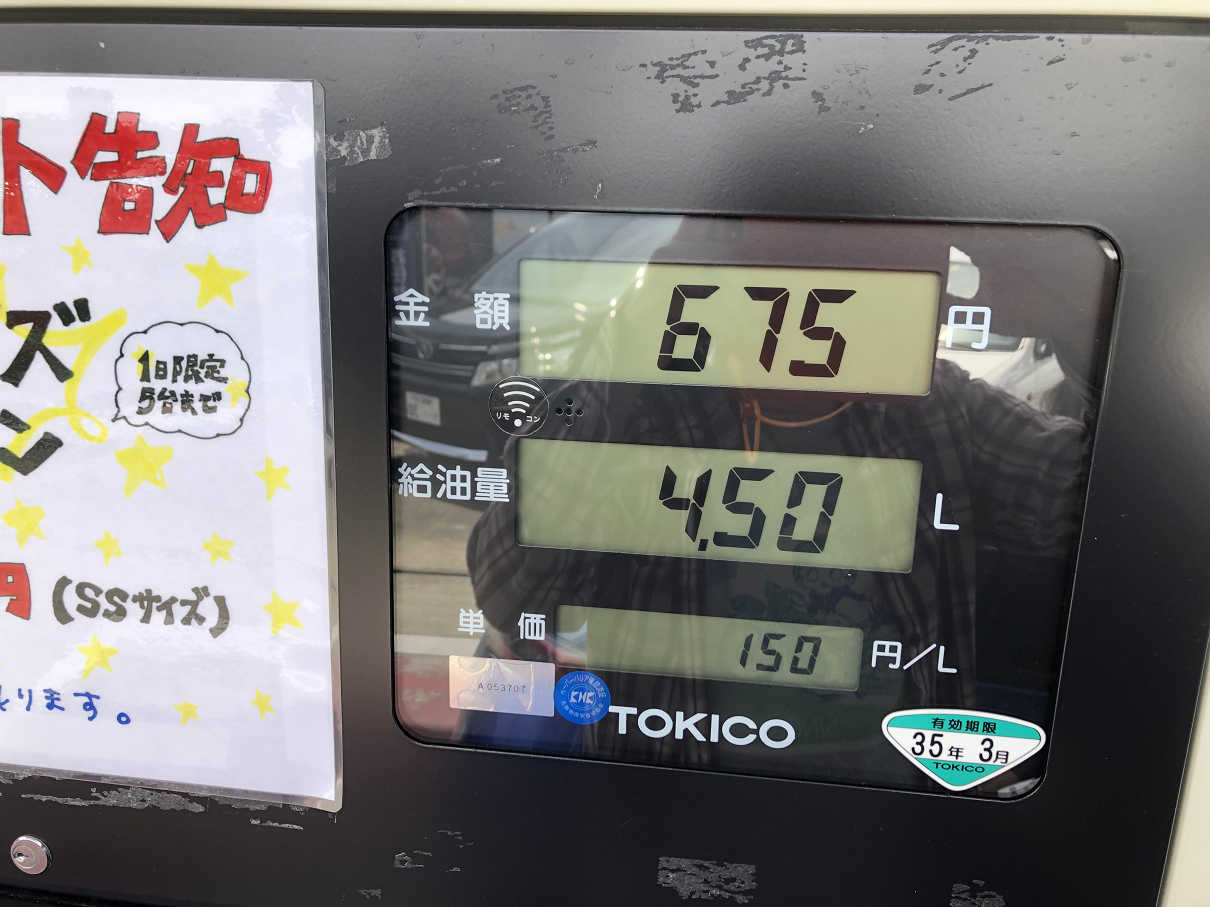 ト告知
ズ
1日限定
5台まで
ン
円(SSサイズ)
ります。
金額 675 円
リモコン
給油量 4.50 L
単価 150 円/L
A053707
TOKICO
有効期限
35年 3月
TOKICO